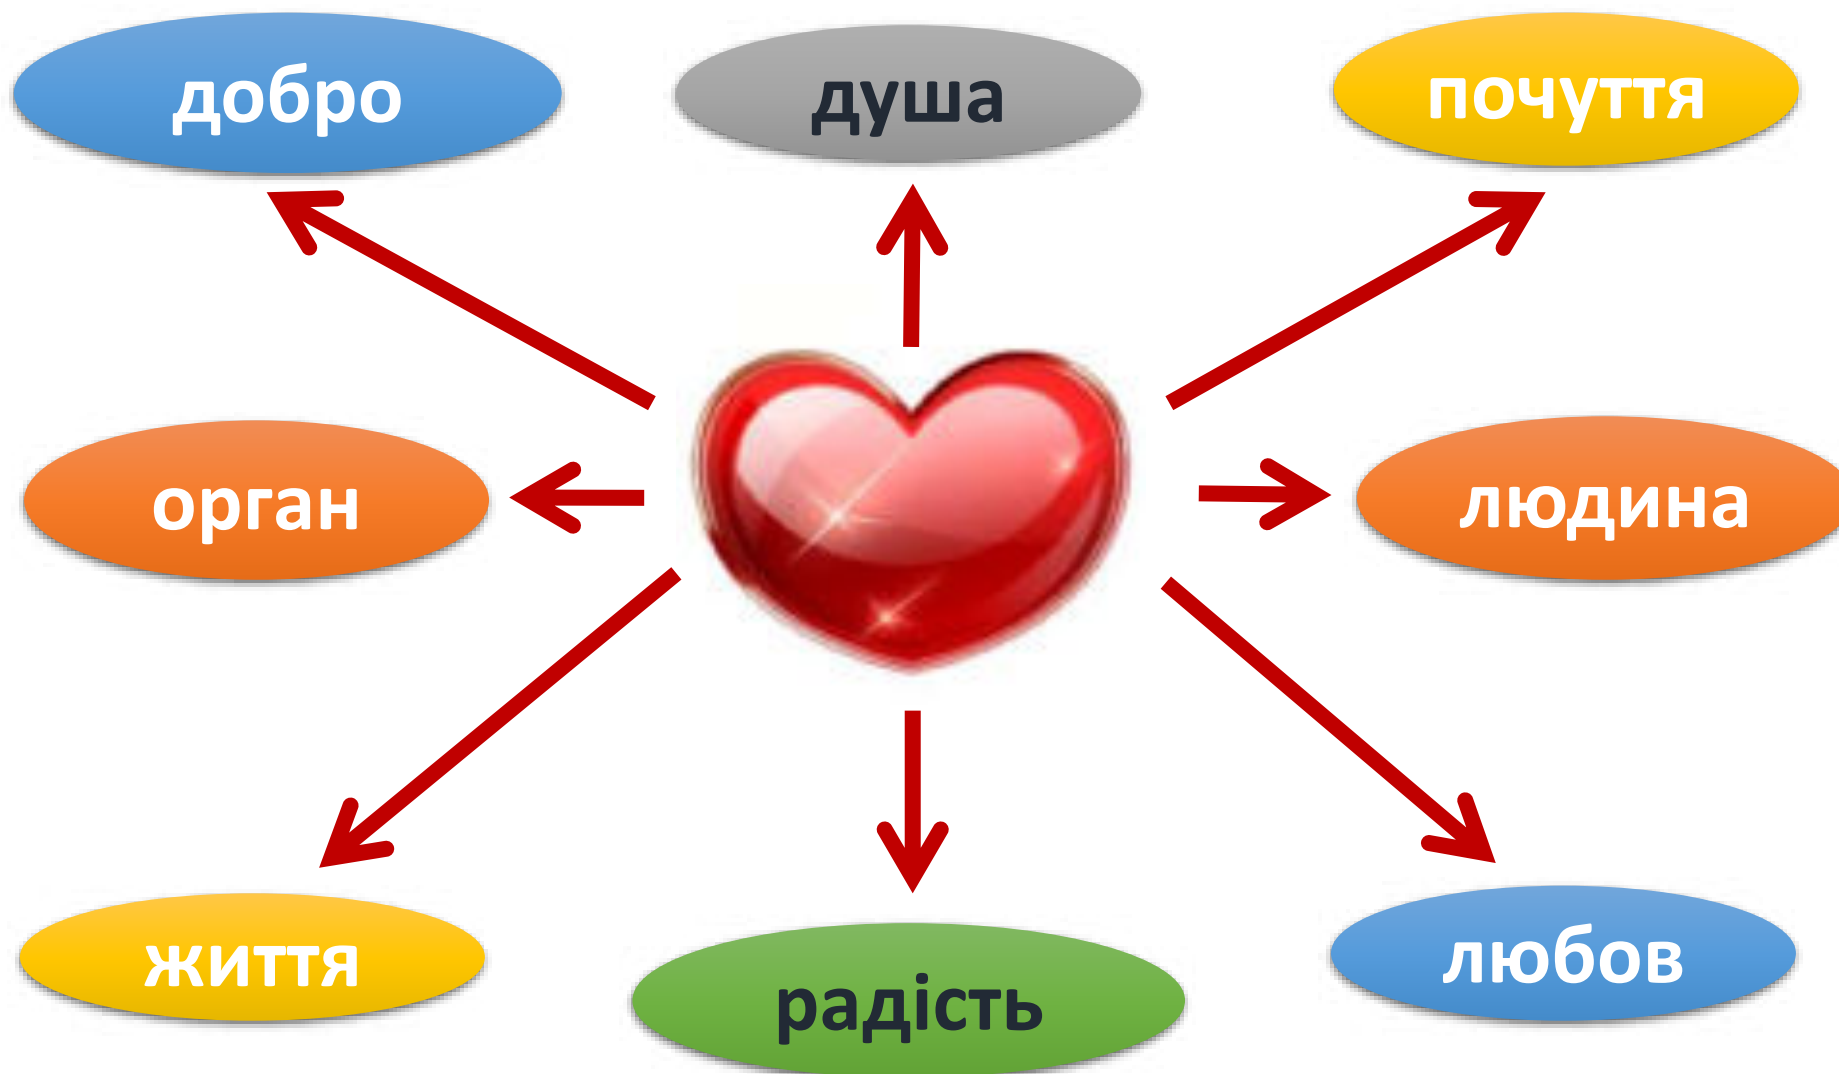 добро
душа
почуття
орган
людина
життя
радість
любов